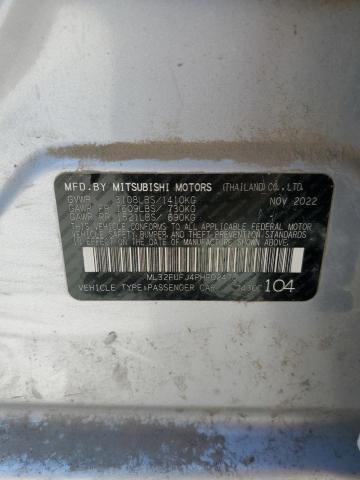 MFD.BY MITSUBISHI MOTORS (THAILAND)CO.,LTD.
GVWR 3108LBS/1410KG NOV 2022
GAWR FR 1609LBS/ 730KG
GAWR RR 1521LBS/ 690KG
THIS VEHICLE CONFORMS TO ALL APPLICABLE FEDERAL MOTOR
VEHICLE SAFETY, BUMPER, AND THEFT PREVENTION STANDARDS
IN EFFECT ON THE DATE OF MANUFACTURE SHOWN ABOVE.
VEHICLE TYPE:PASSENGER CAR 104